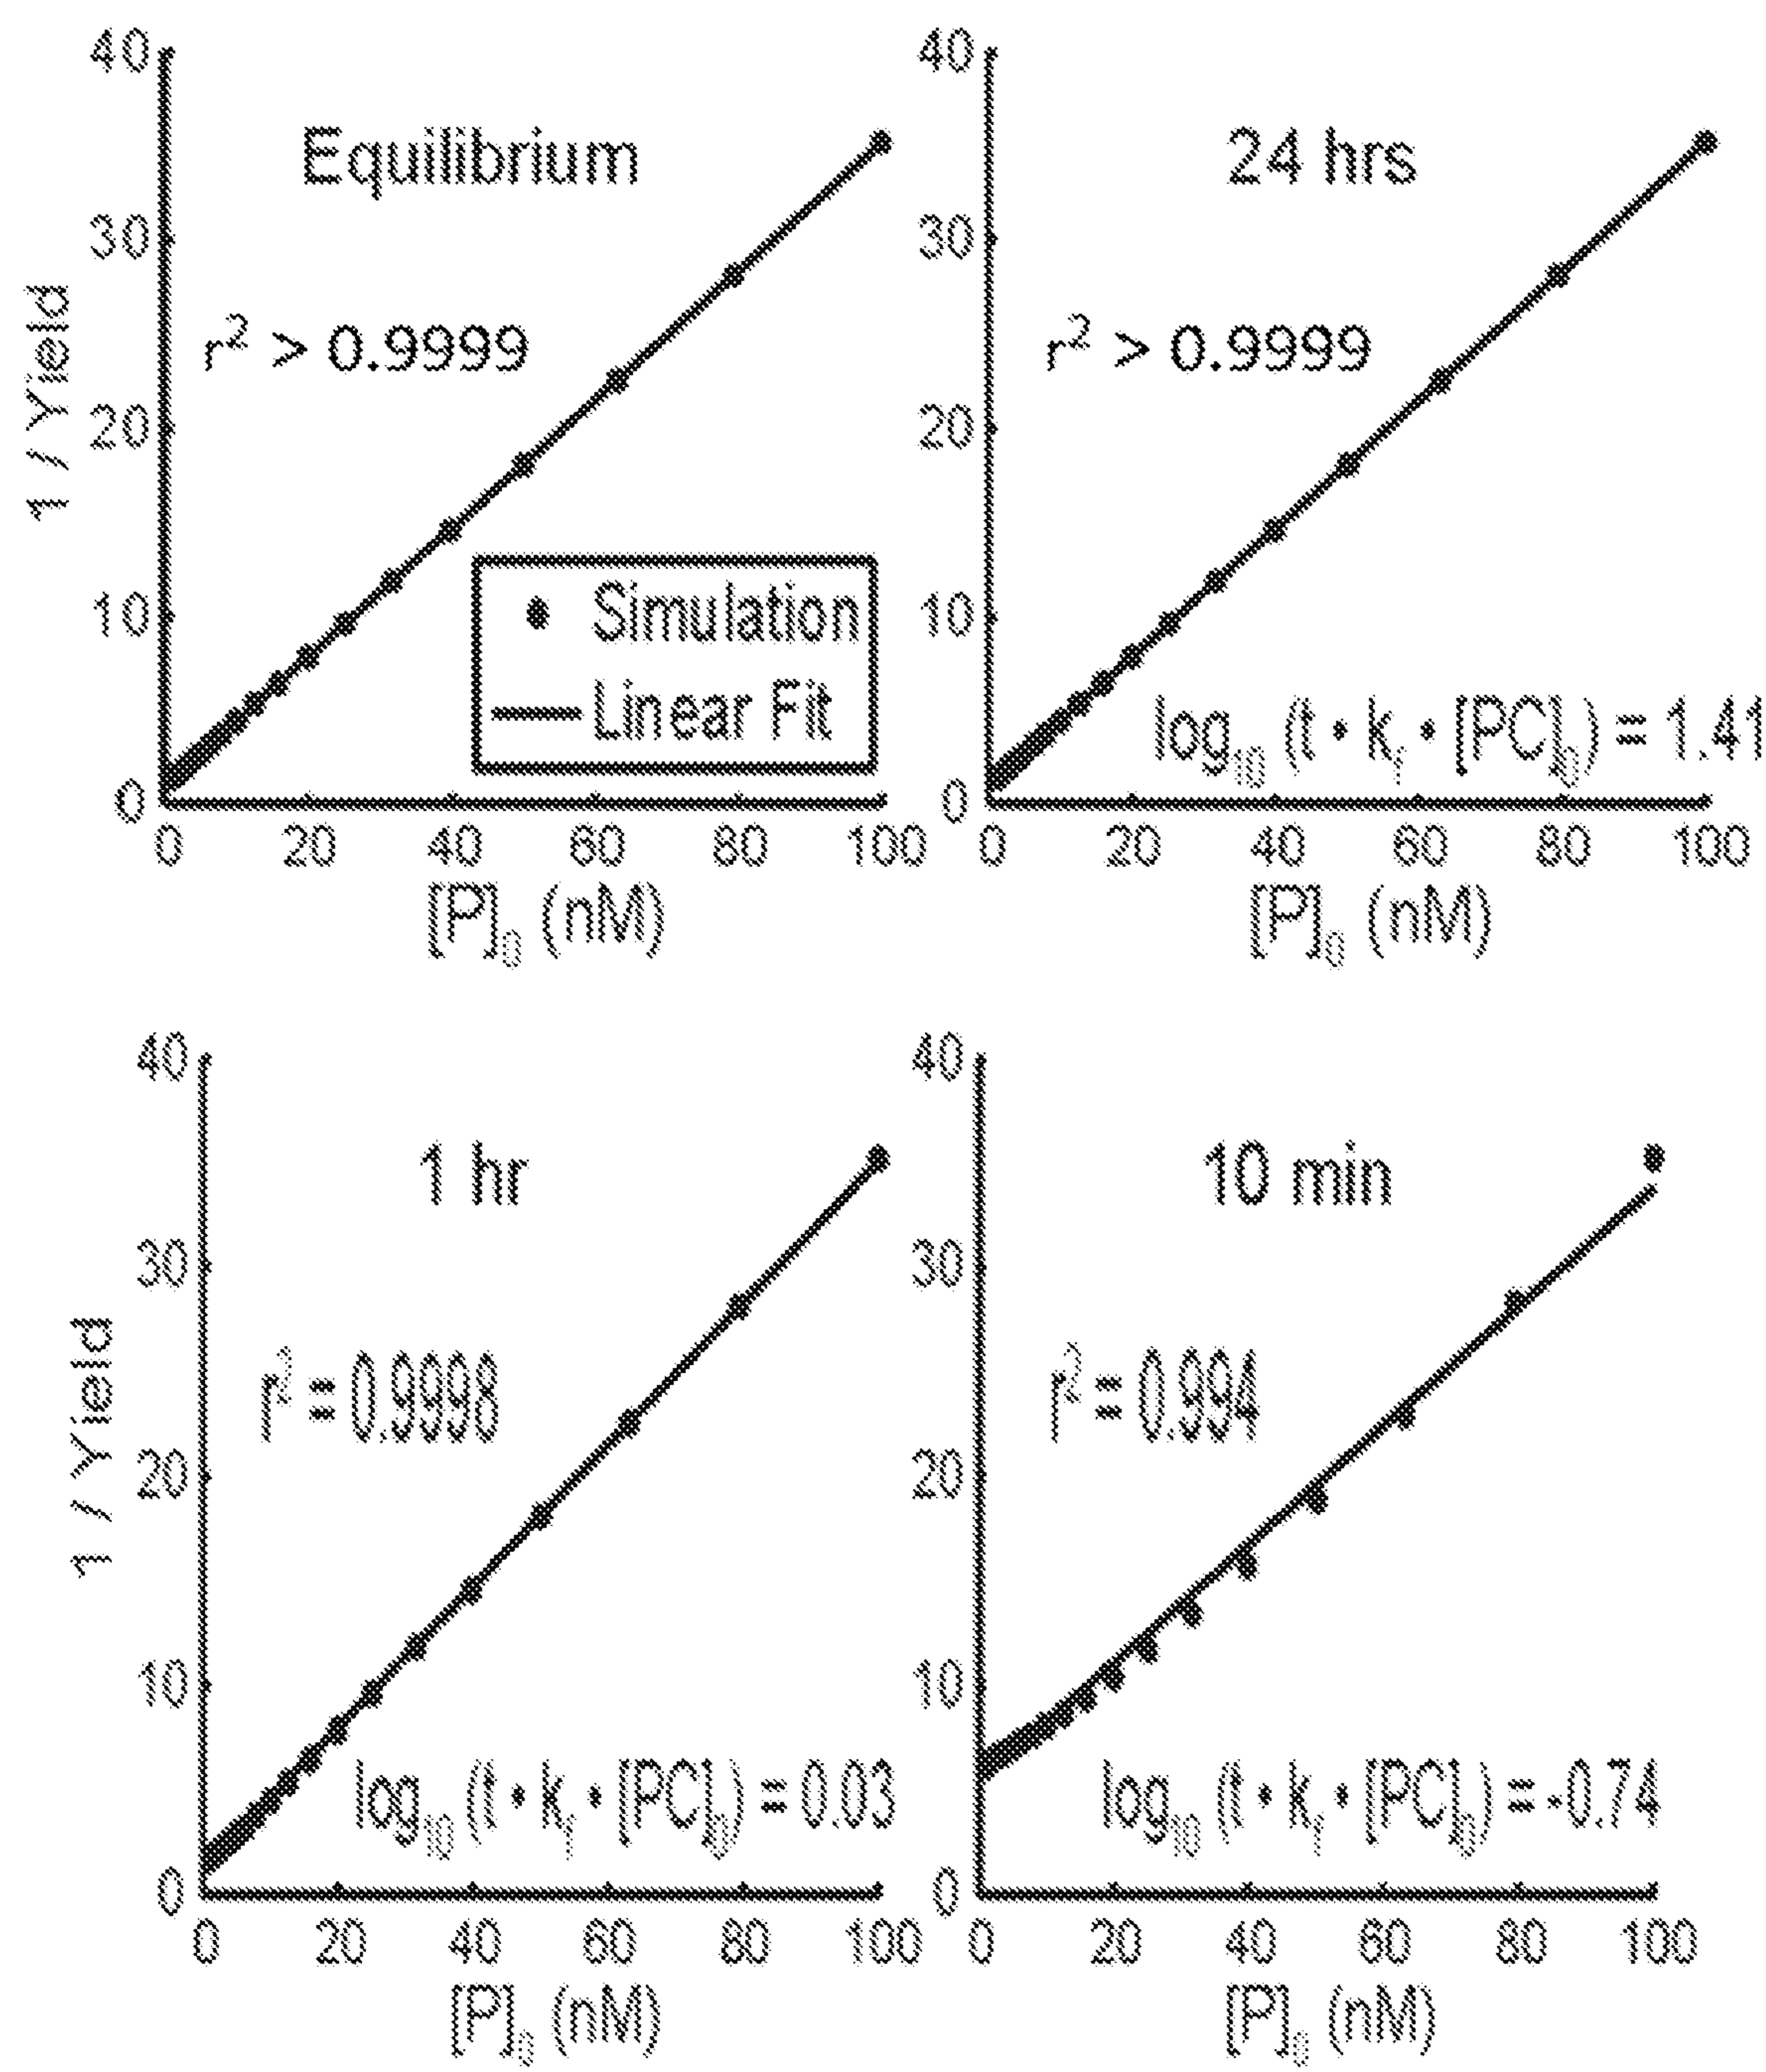 40
30
20
10
0
1 / Yield
Equilibrium
r² > 0.9999
Simulation
Linear Fit
0 20 40 60 80 100
[P]₀ (nM)
40
30
20
10
0
24 hrs
r² > 0.9999
log₁₀ (t · k_f · [PC]₀) = 1.41
0 20 40 60 80 100
[P]₀ (nM)
40
30
20
10
0
1 / Yield
1 hr
r² = 0.9998
log₁₀ (t · k_f · [PC]₀) = 0.03
0 20 40 60 80 100
[P]₀ (nM)
40
30
20
10
0
10 min
r² = 0.994
log₁₀ (t · k_f · [PC]₀) = -0.74
0 20 40 60 80 100
[P]₀ (nM)